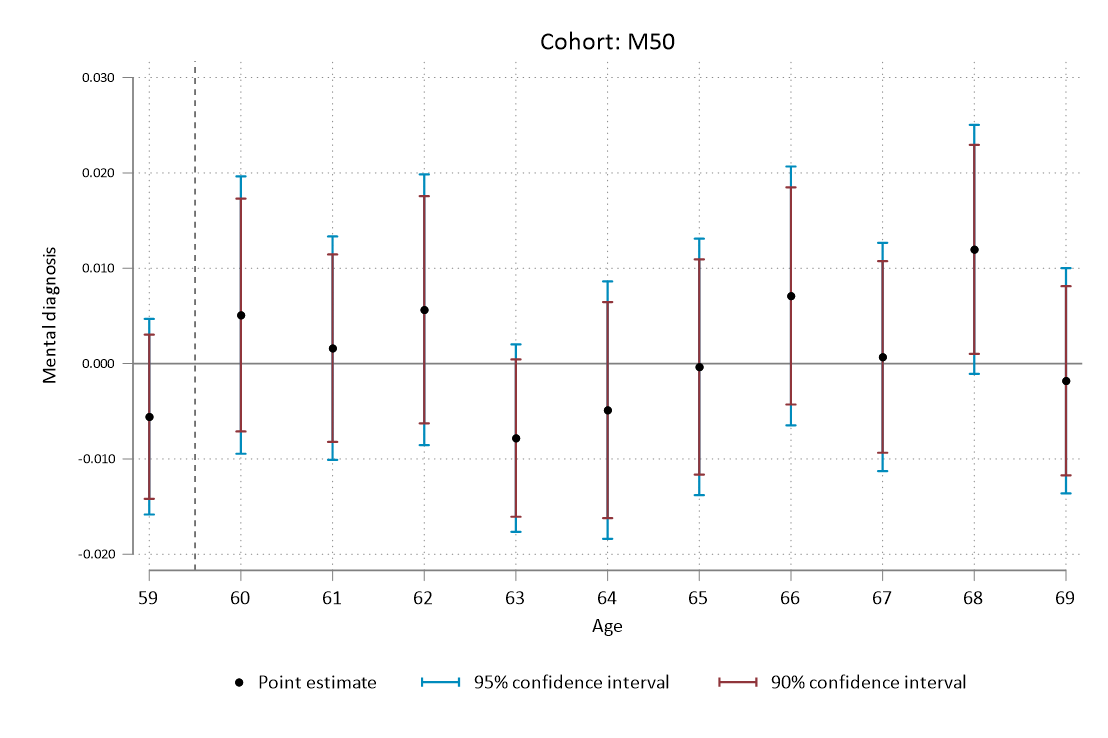 Cohort: M50
0.030
0.020
0.010
0.000
-0.010
-0.020
Mental diagnosis
59 60 61 62 63 64 65 66 67 68 69
Age
Point estimate 95% confidence interval 90% confidence interval